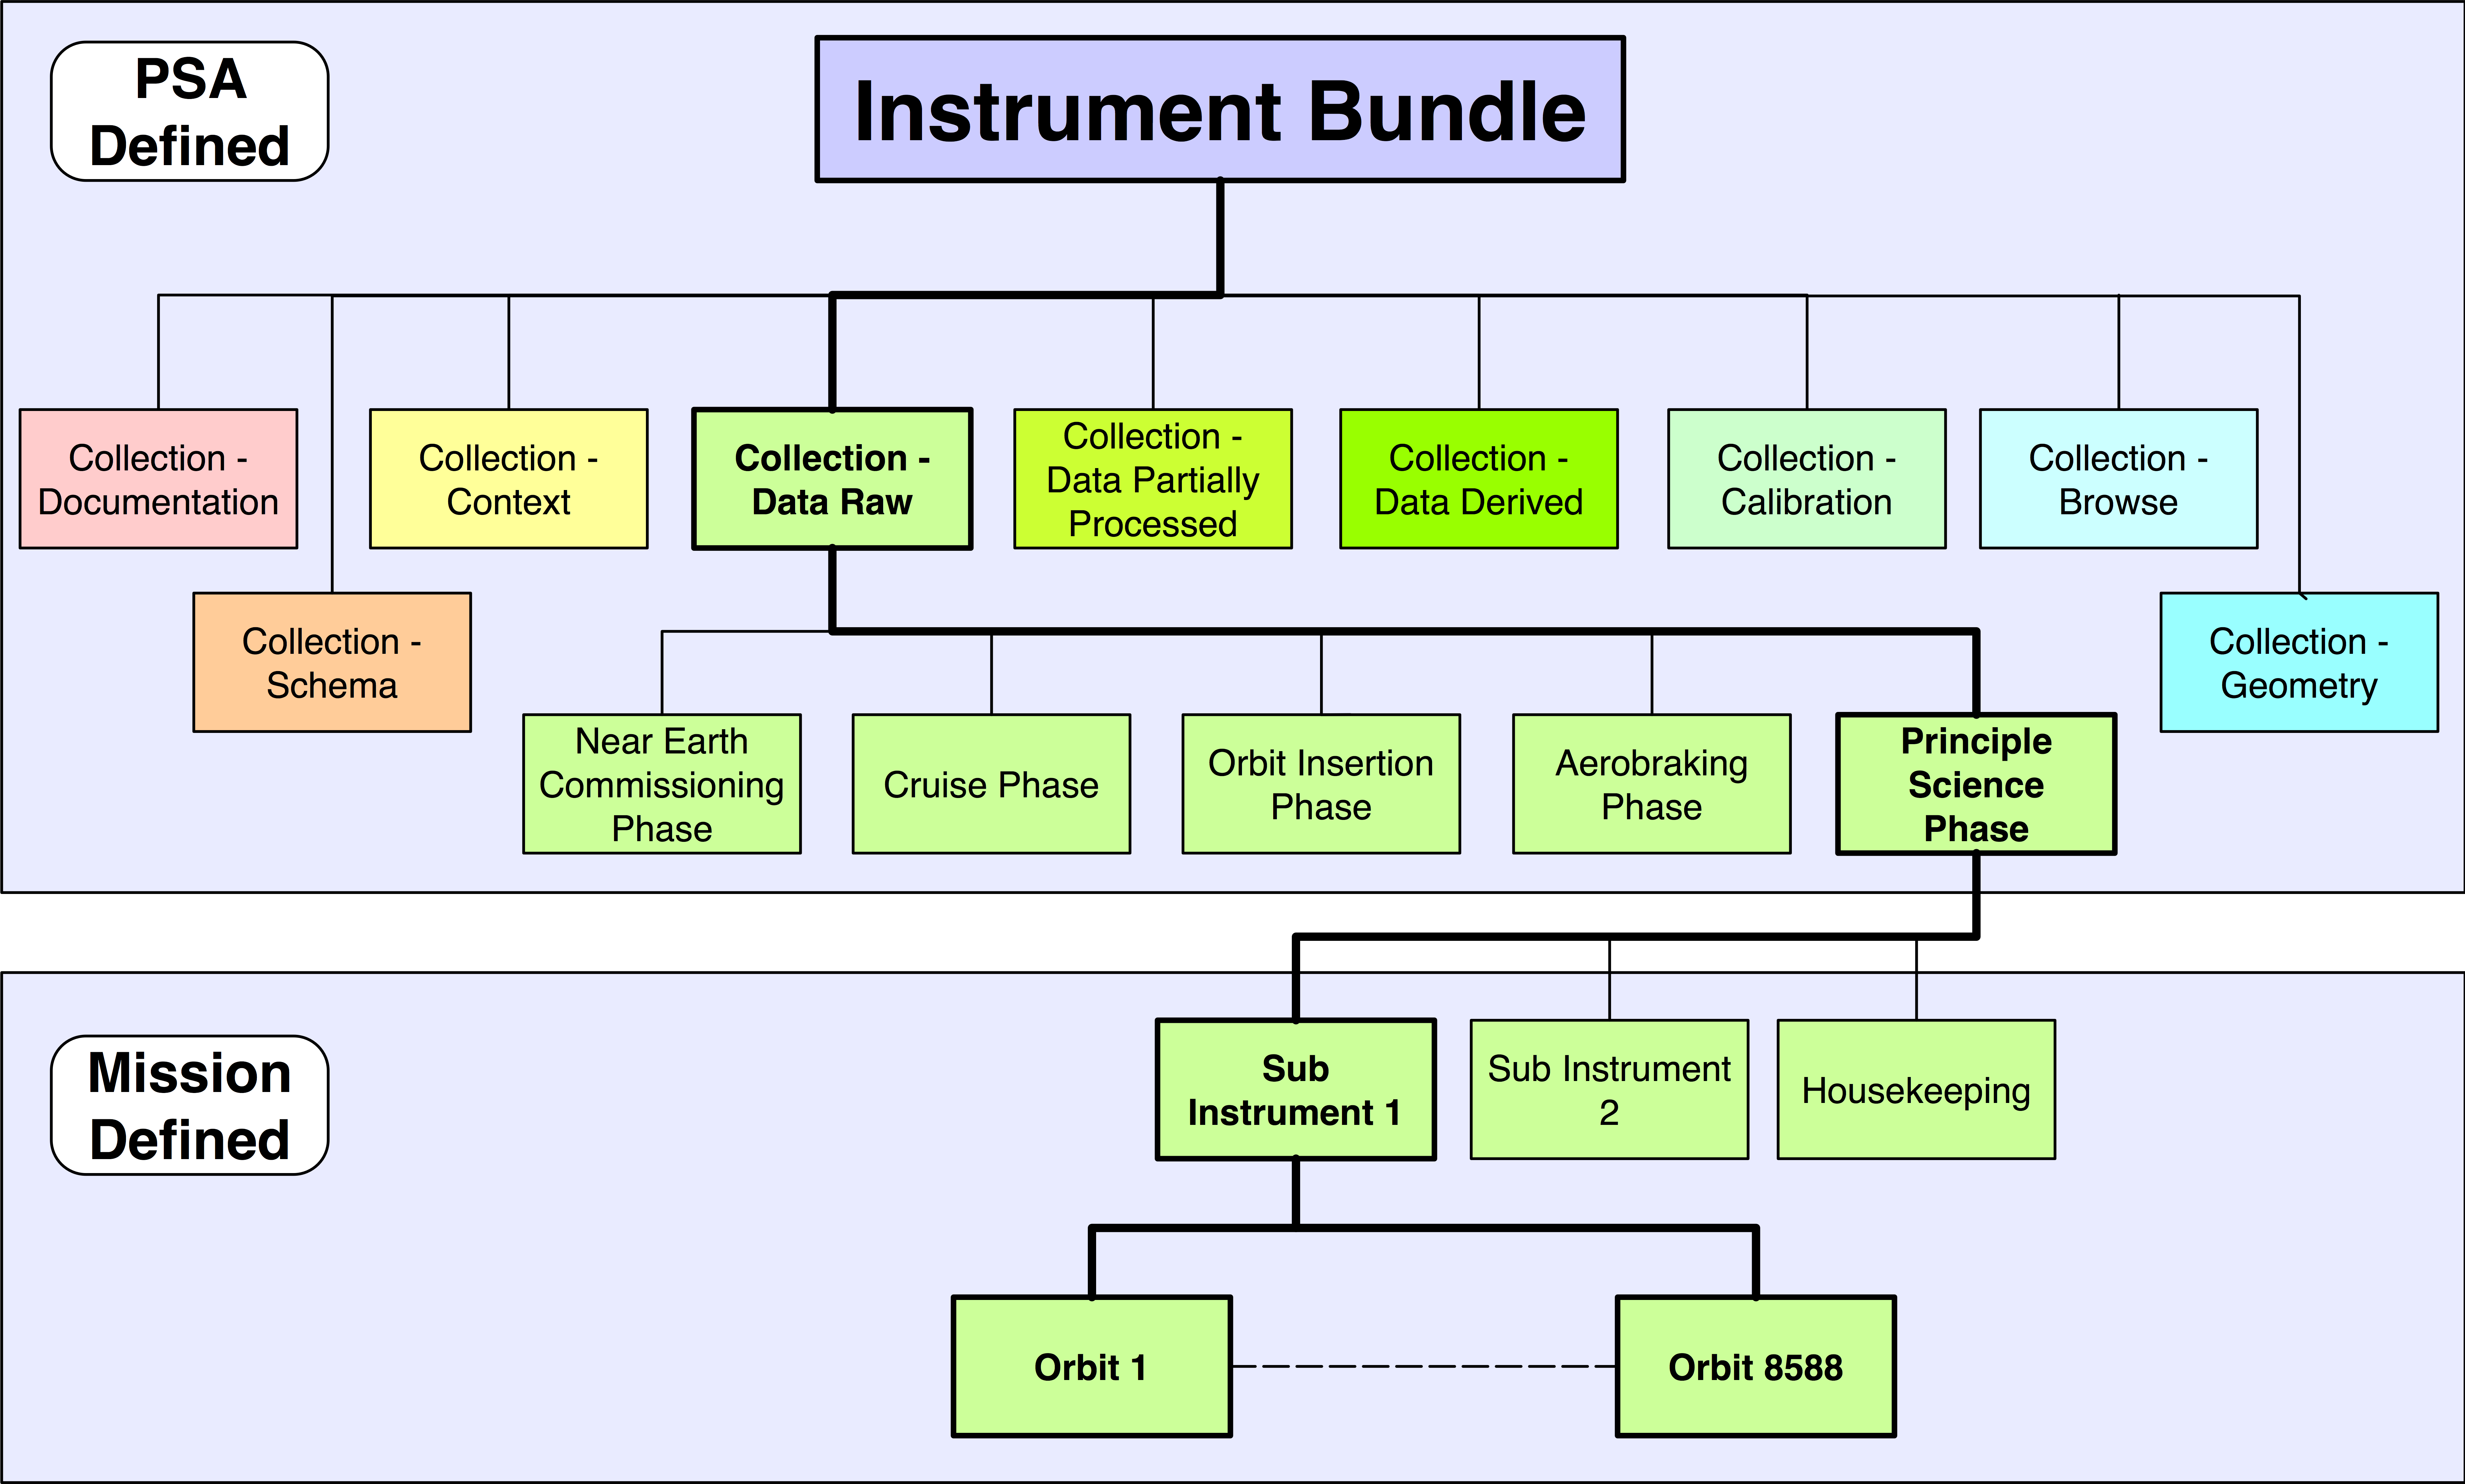 PSA
Defined
Instrument Bundle
Collection -
Documentation
Collection -
Context
Collection -
Data Raw
Collection -
Data Partially
Processed
Collection -
Data Derived
Collection -
Calibration
Collection -
Browse
Collection -
Schema
Collection -
Geometry
Near Earth
Commissioning
Phase
Cruise Phase
Orbit Insertion
Phase
Aerobraking
Phase
Principle
Science
Phase
Mission
Defined
Sub
Instrument 1
Sub Instrument
2
Housekeeping
Orbit 1
Orbit 8588